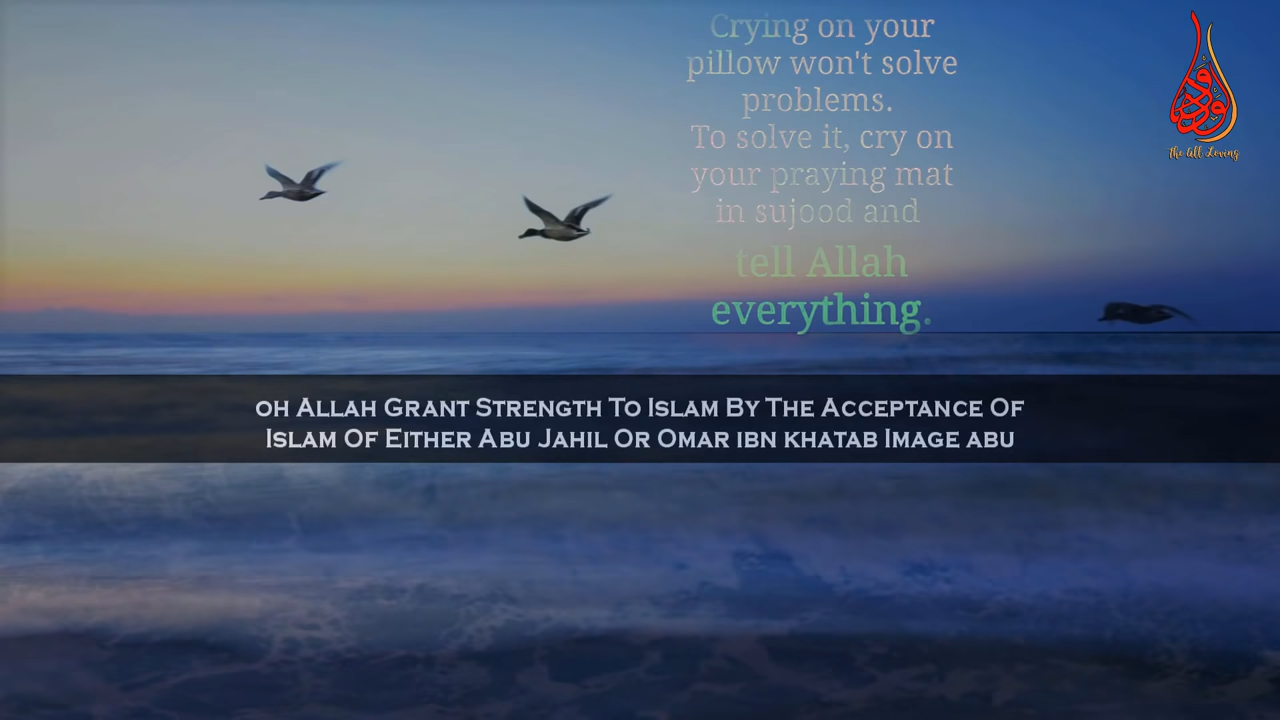 Crying on your
pillow won't solve
problems.
To solve it, cry on
your praying mat
in sujood and
tell Allah
everything.
الودود
The All Loving
OH ALLAH GRANT STRENGTH TO ISLAM BY THE ACCEPTANCE OF
ISLAM OF EITHER ABU JAHIL OR OMAR IBN KHATAB IMAGE ABU